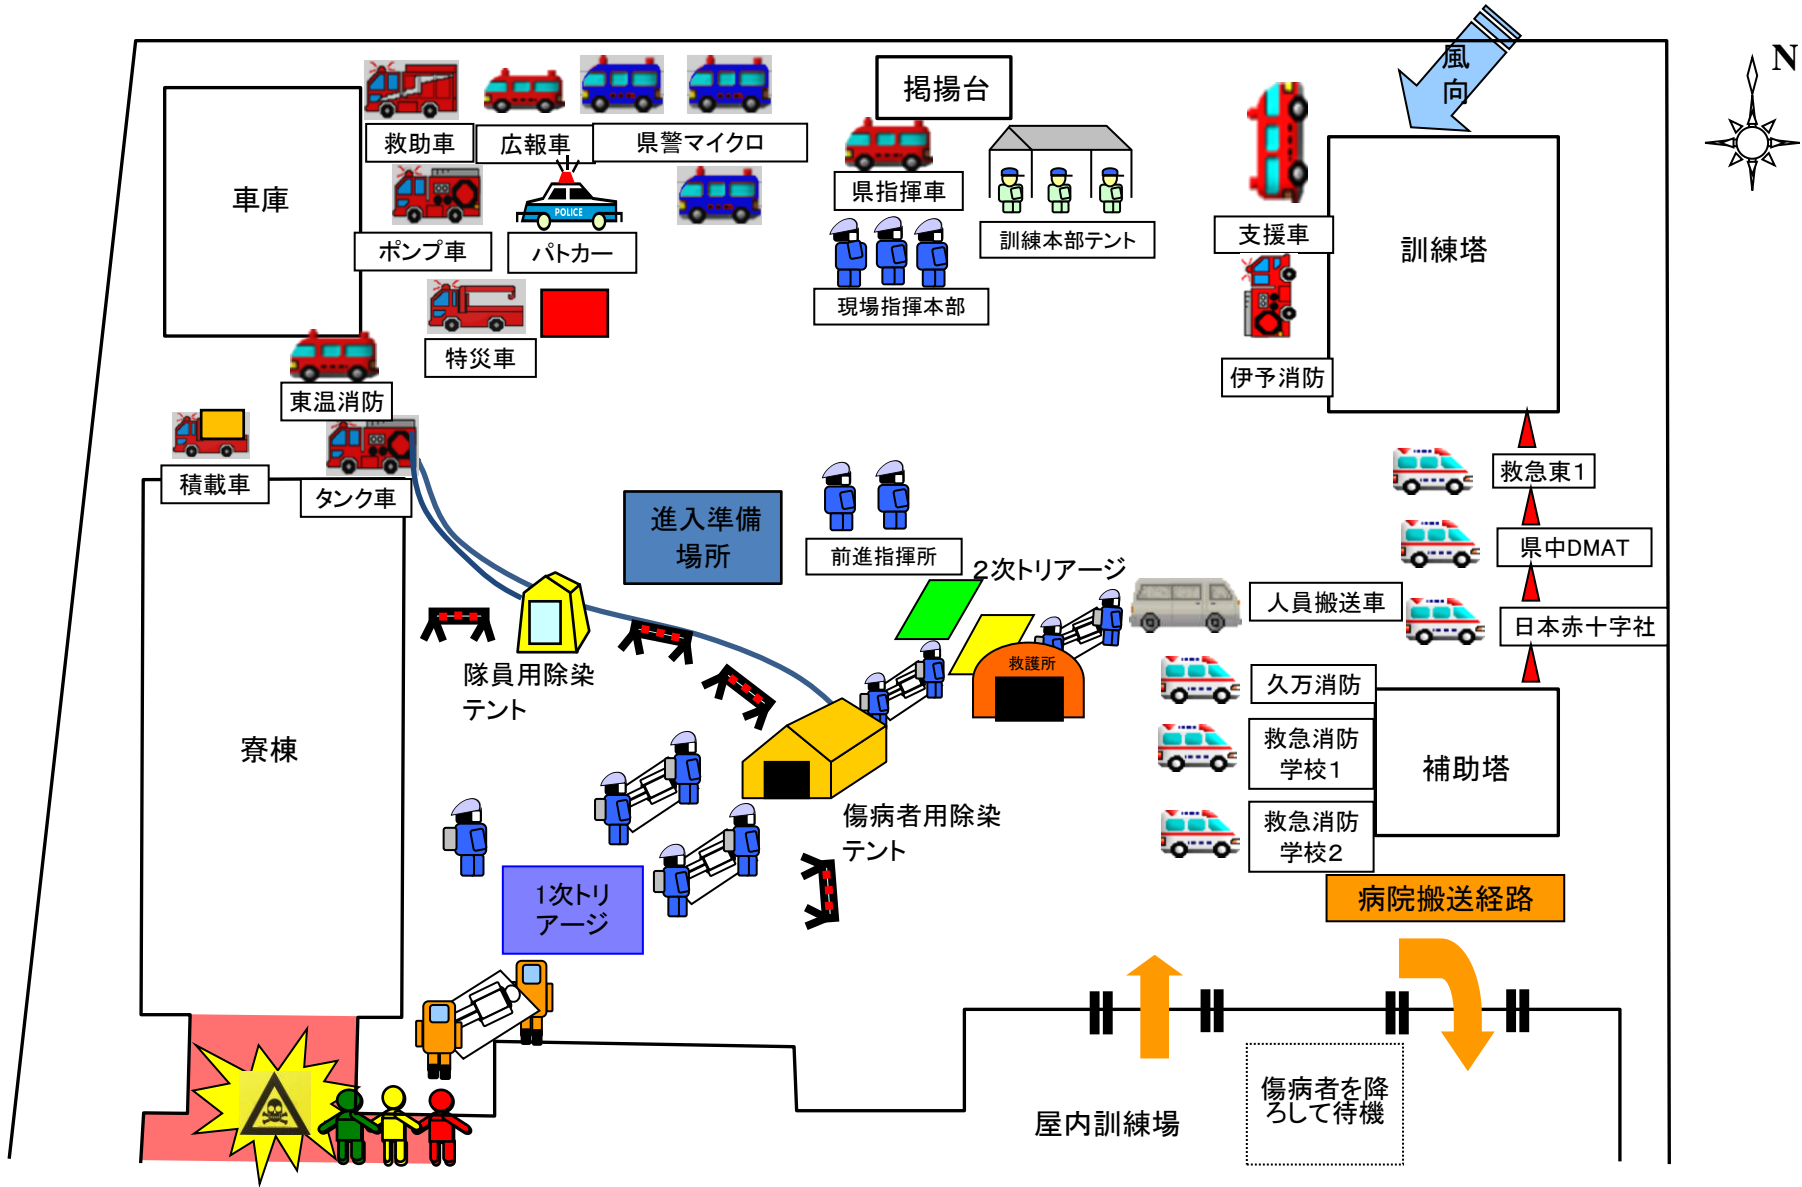 風
向
N
掲揚台
救助車
広報車
県警マイクロ
車庫
POLICE
県指揮車
ポンプ車
パトカー
訓練本部テント
支援車
訓練塔
現場指揮本部
特災車
伊予消防
東温消防
積載車
タンク車
救急東1
進入準備
場所
前進指揮所
県中DMAT
2次トリアージ
人員搬送車
日本赤十字社
救護所
隊員用除染
テント
久万消防
寮棟
救急消防
学校1
補助塔
傷病者用除染
テント
救急消防
学校2
1次トリ
アージ
病院搬送経路
屋内訓練場
傷病者を降
ろして待機